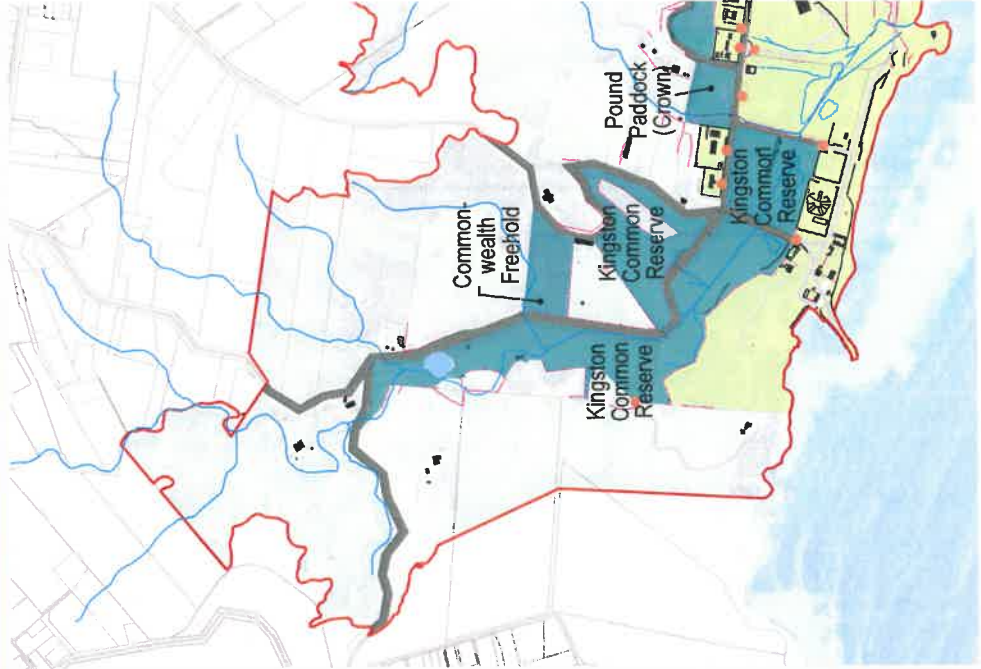 Pound
Paddock
(Crown)
Common-
wealth
Freehold
Kingston
Common
Reserve
Kingston
Common
Reserve
Kingston
Common
Reserve